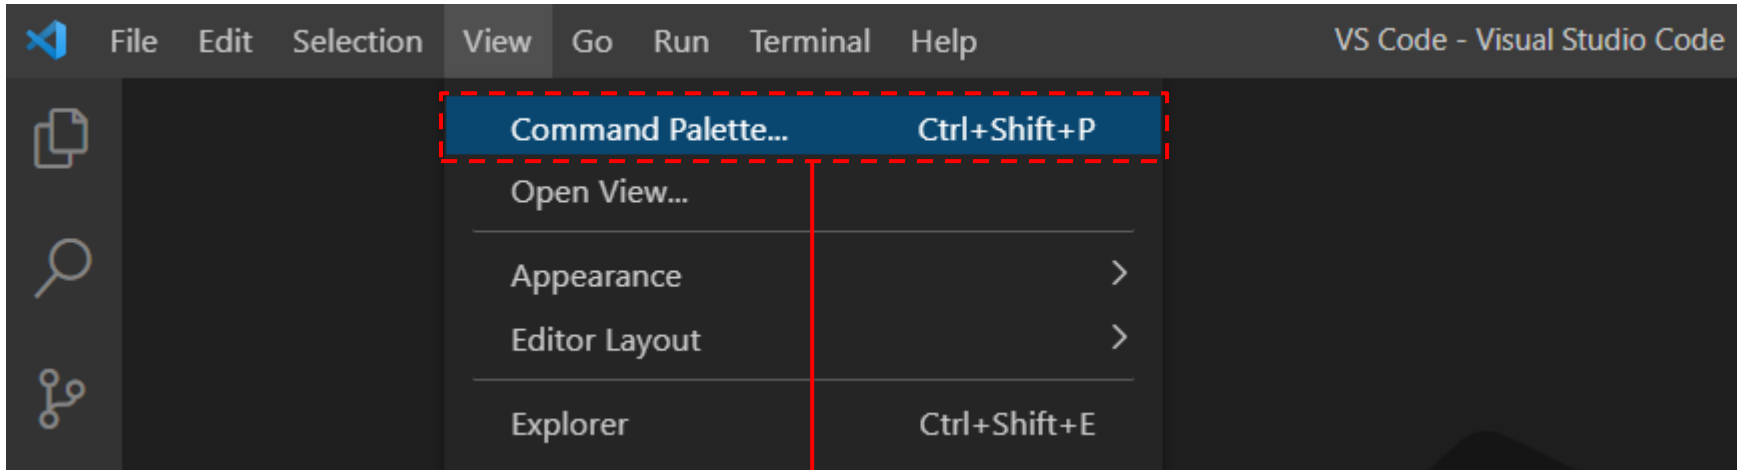 File Edit Selection View Go Run Terminal Help VS Code - Visual Studio Code
Command Palette... Ctrl+Shift+P
Open View...
Appearance
Editor Layout
Explorer Ctrl+Shift+E